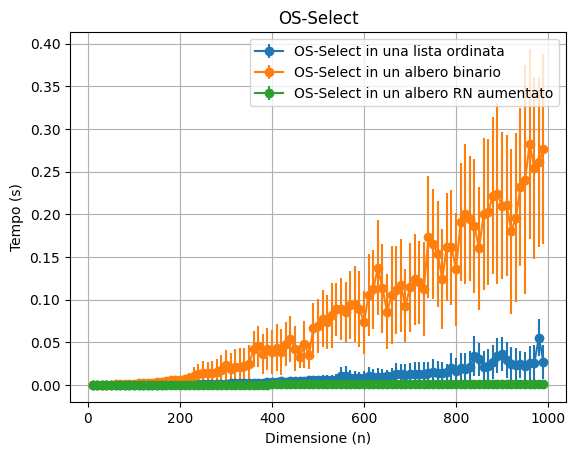 OS-Select
OS-Select in una lista ordinata
OS-Select in un albero binario
OS-Select in un albero RN aumentato
Tempo (s)
0.40
0.35
0.30
0.25
0.20
0.15
0.10
0.05
0.00
0 200 400 600 800 1000
Dimensione (n)